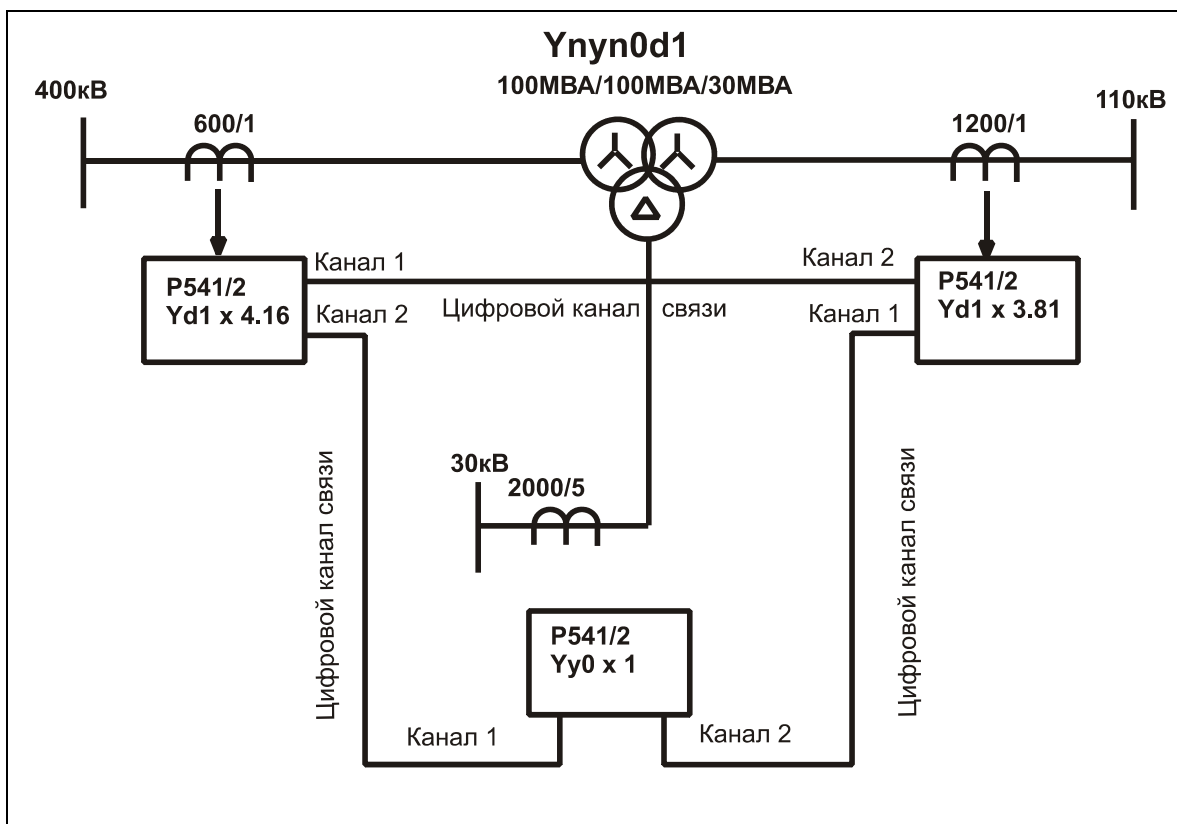 Ynyn0d1
100МВА/100МВА/30МВА
400кВ
110кВ
600/1
1200/1
P541/2
Yd1 x 4.16
Канал 1
Канал 2
Канал 2
Цифровой канал связи
Канал 1
P541/2
Yd1 x 3.81
30кВ
2000/5
Цифровой канал связи
Цифровой канал связи
P541/2
Yy0 x 1
Канал 1
Канал 2